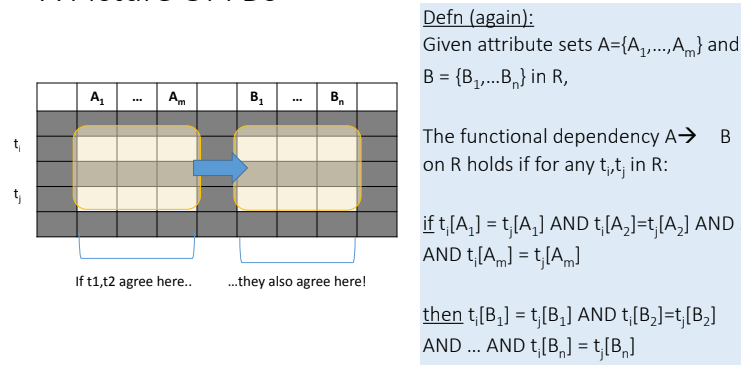 A₁ ... Aₘ B₁ ... Bₙ
tᵢ
tⱼ
If t1,t2 agree here.. …they also agree here!
Defn (again):
Given attribute sets A={A₁,…,Aₘ} and
B = {B₁,…Bₙ} in R,
The functional dependency A➔ B
on R holds if for any tᵢ,tⱼ in R:
if tᵢ[A₁] = tⱼ[A₁] AND tᵢ[A₂]=tⱼ[A₂] AND
AND tᵢ[Aₘ] = tⱼ[Aₘ]
then tᵢ[B₁] = tⱼ[B₁] AND tᵢ[B₂]=tⱼ[B₂]
AND … AND tᵢ[Bₙ] = tⱼ[Bₙ]